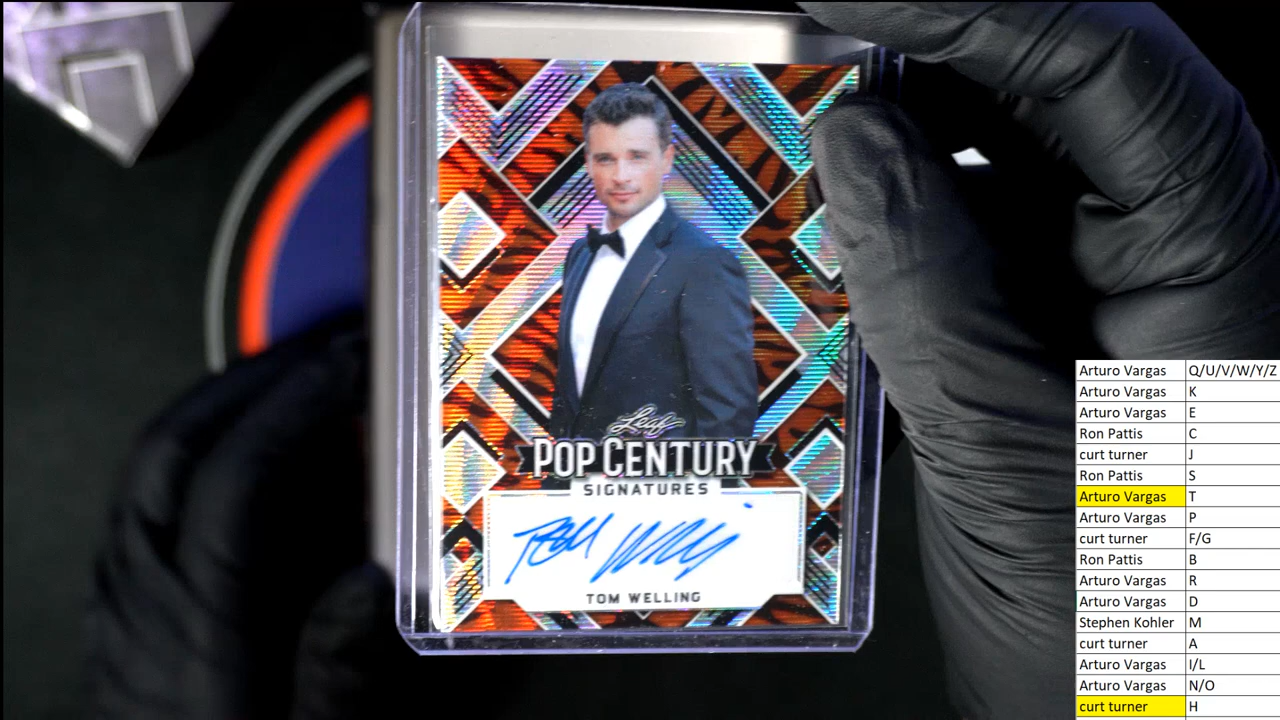 Leaf
POP CENTURY
SIGNATURES
Tom Welling
TOM WELLING
Arturo Vargas Q/U/V/W/Y/Z
Arturo Vargas K
Arturo Vargas E
Ron Pattis C
curt turner J
Ron Pattis S
Arturo Vargas T
Arturo Vargas P
curt turner F/G
Ron Pattis B
Arturo Vargas R
Arturo Vargas D
Stephen Kohler M
curt turner A
Arturo Vargas I/L
Arturo Vargas N/O
curt turner H